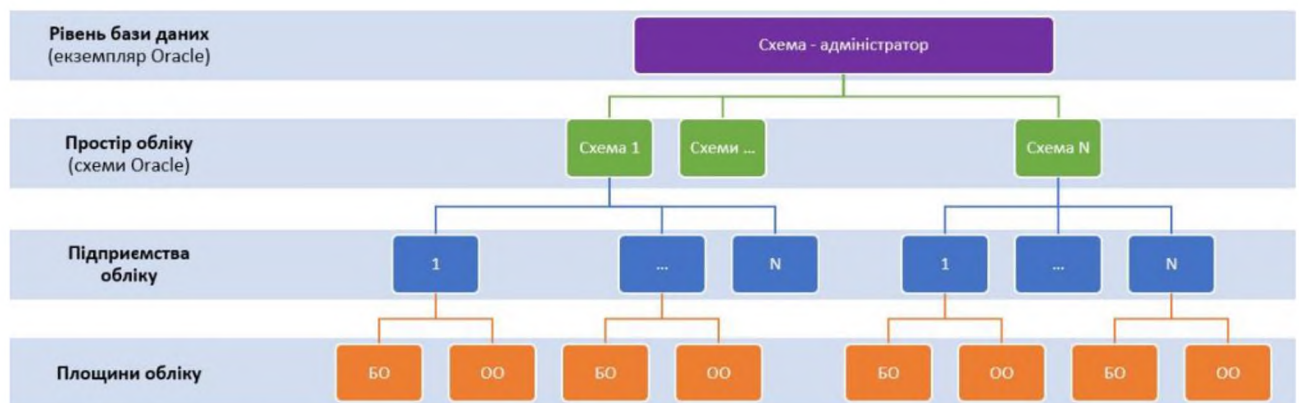 Рівень бази даних
(екземпляр Oracle)
Схема - адміністратор
Простір обліку
(схеми Oracle)
Схема 1
Схеми ...
Схема N
Підприємства
обліку
1
...
N
1
...
N
Площини обліку
БО
ОО
БО
ОО
БО
ОО
БО
ОО